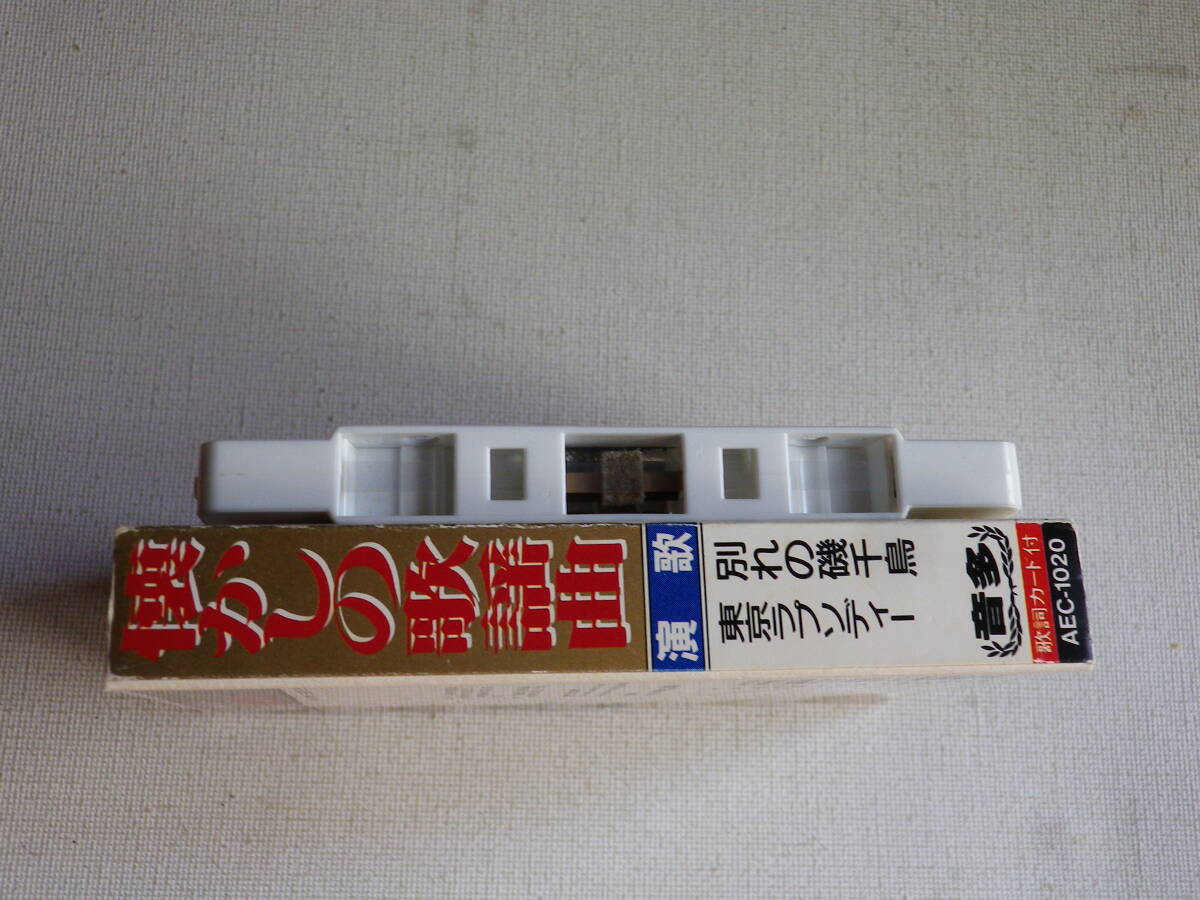 懐かしの歌謡曲
演歌
別れの磯千鳥
東京ラプソディー
音多
歌詞カード付
AEC-1020